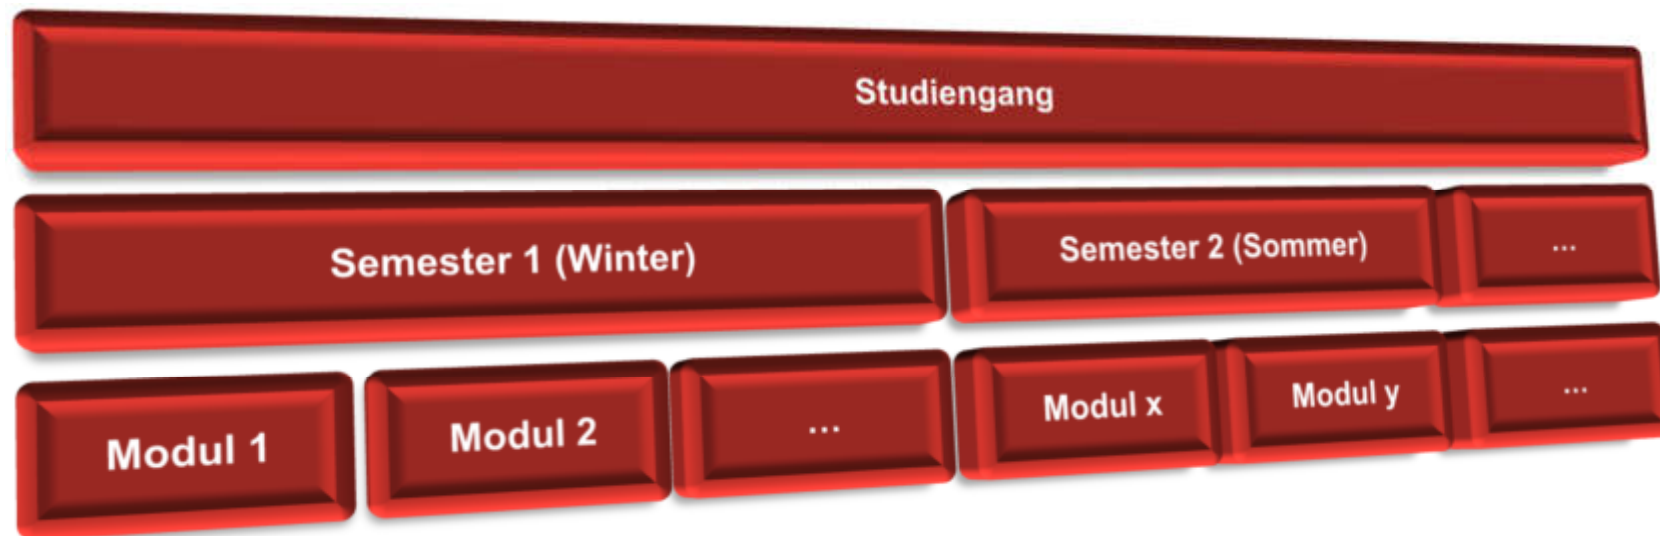 Studiengang
Semester 1 (Winter)
Semester 2 (Sommer)
...
Modul 1
Modul 2
...
Modul x
Modul y
...